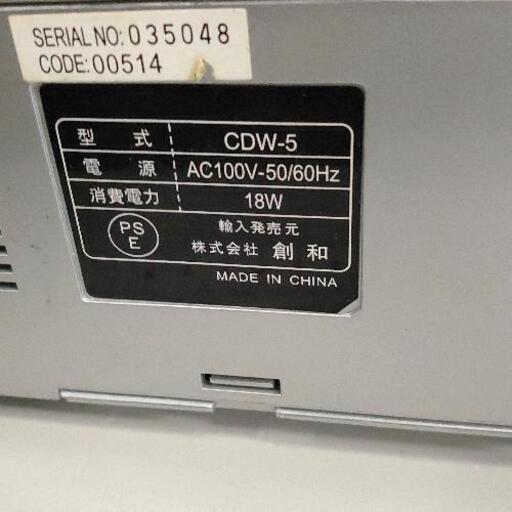 SERIAL NO: 035048
CODE: 00514
型 式 CDW-5
電 源 AC100V-50/60Hz
消費電力 18W
PS
E
輸入発売元
株式会社 創和
MADE IN CHINA